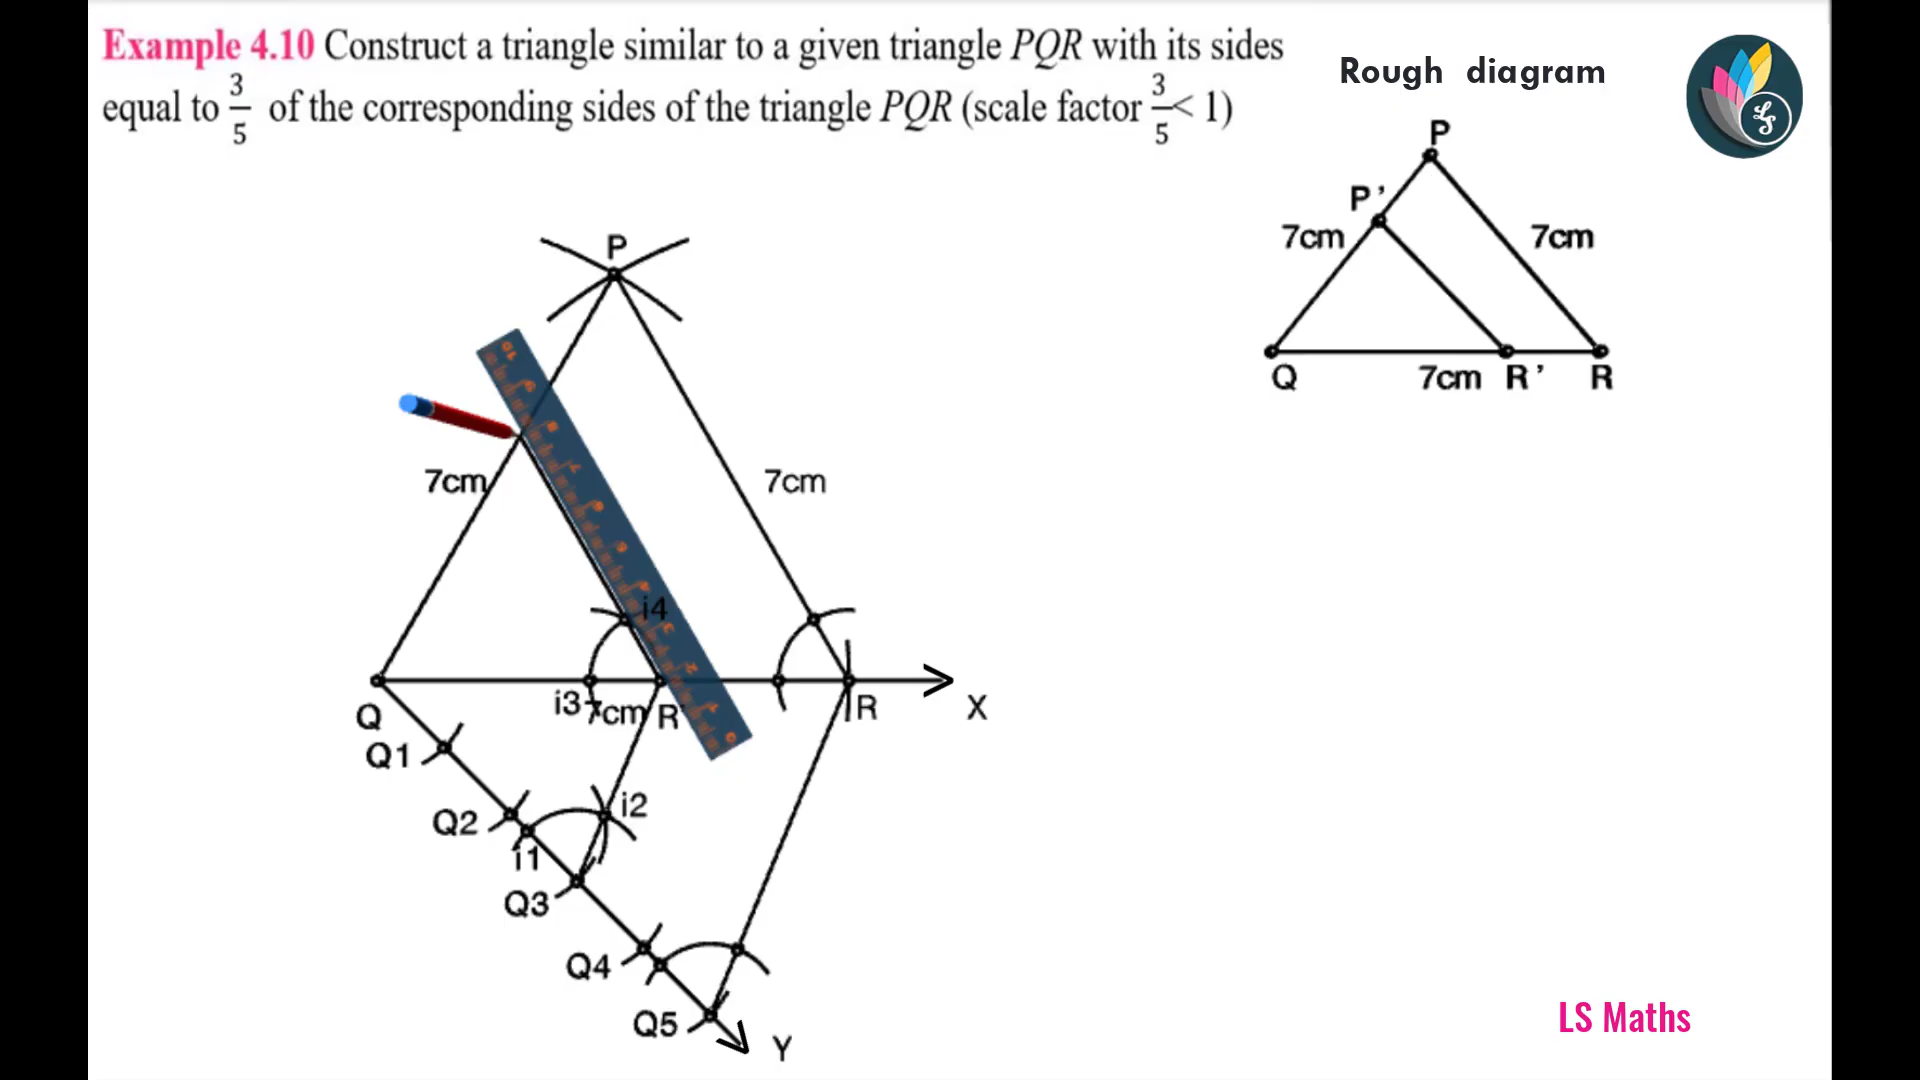 Example 4.10 Construct a triangle similar to a given triangle PQR with its sides
equal to 3/5 of the corresponding sides of the triangle PQR (scale factor 3/5 < 1)
Rough diagram
LS
P
P’
7cm
7cm
Q
7cm
R’
R
P
7cm
7cm
i4
i3
7cm
R'
R
X
Q
Q1
Q2
i2
i1
Q3
Q4
Q5
Y
LS Maths